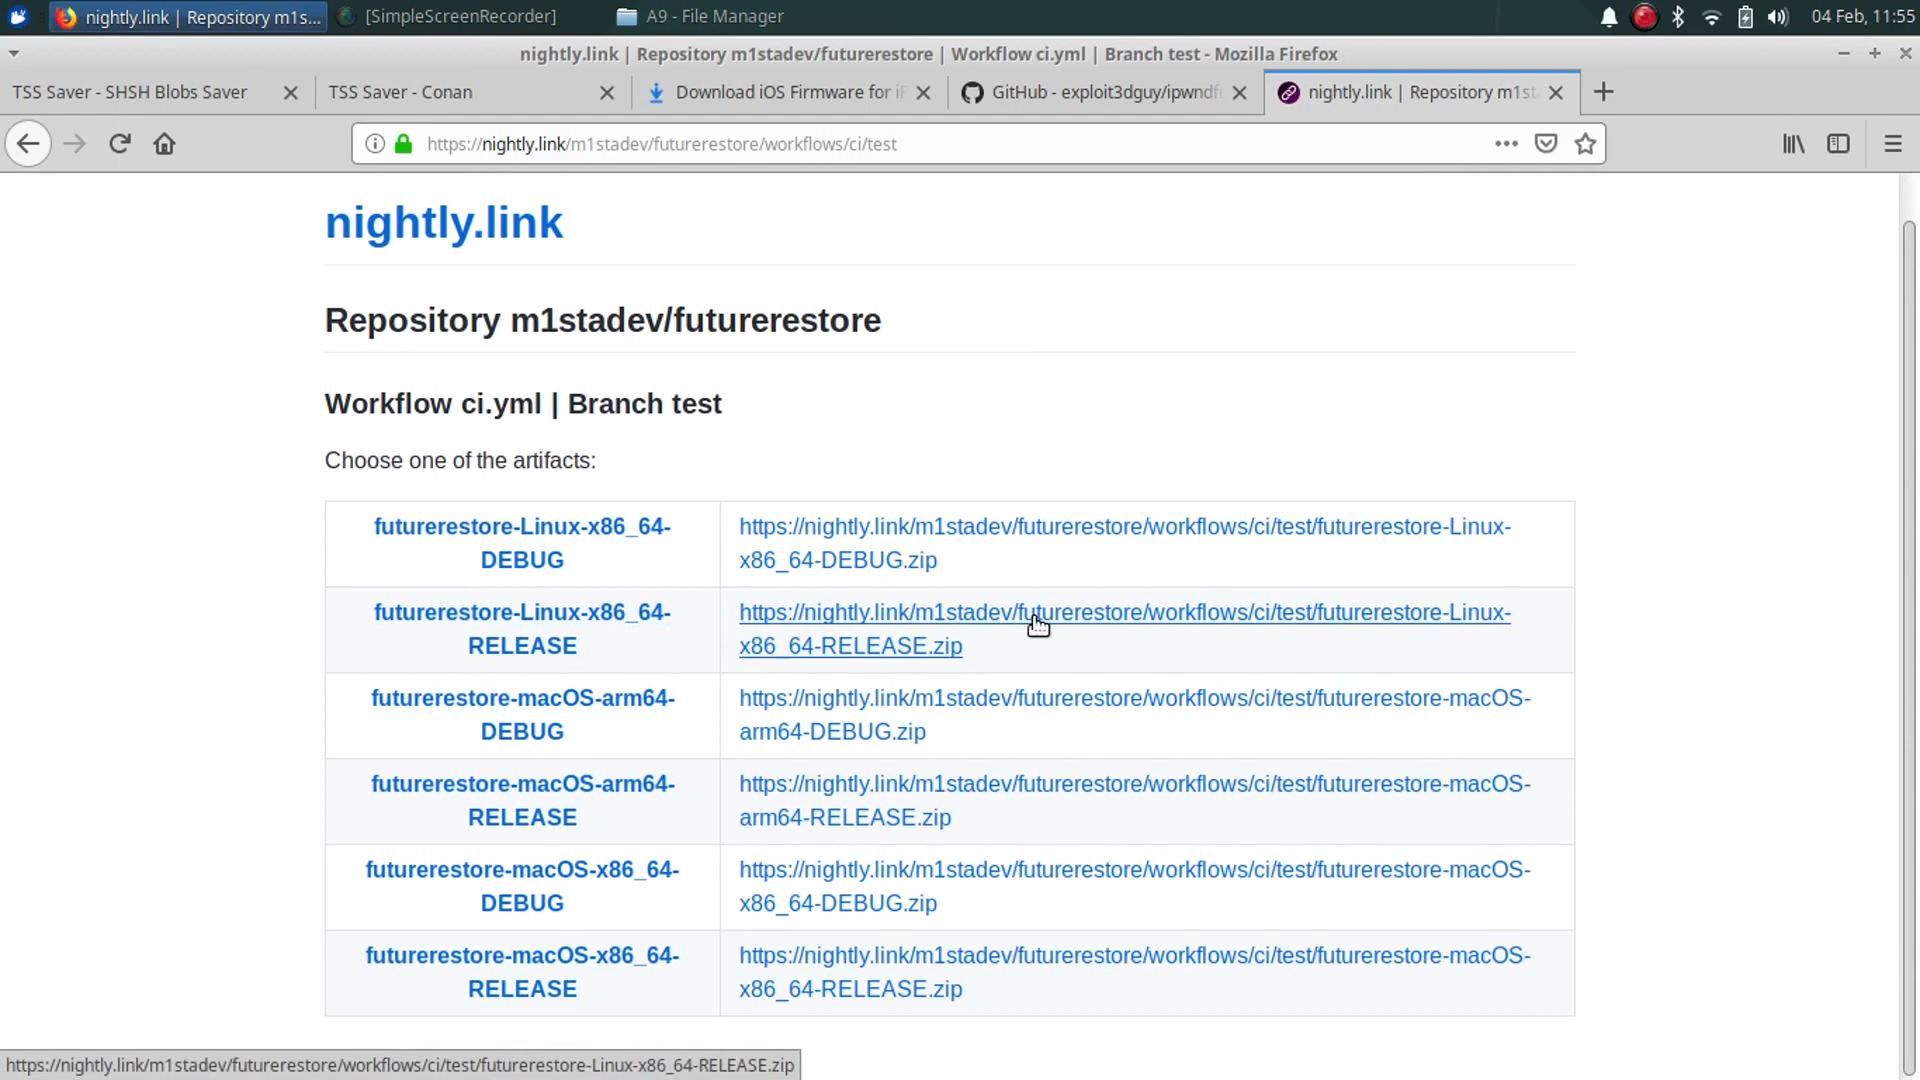 nightly.link | Repository m1s...
[SimpleScreenRecorder]
A9 - File Manager
04 Feb, 11:55
nightly.link | Repository m1stadev/futurerestore | Workflow ci.yml | Branch test - Mozilla Firefox
TSS Saver - SHSH Blobs Saver
TSS Saver - Conan
Download iOS Firmware for iP
GitHub - exploit3dguy/ipwndfu
nightly.link | Repository m1st
https://nightly.link/m1stadev/futurerestore/workflows/ci/test
nightly.link
Repository m1stadev/futurerestore
Workflow ci.yml | Branch test
Choose one of the artifacts:
futurerestore-Linux-x86_64-
DEBUG
https://nightly.link/m1stadev/futurerestore/workflows/ci/test/futurerestore-Linux-
x86_64-DEBUG.zip
futurerestore-Linux-x86_64-
RELEASE
https://nightly.link/m1stadev/futurerestore/workflows/ci/test/futurerestore-Linux-
x86_64-RELEASE.zip
futurerestore-macOS-arm64-
DEBUG
https://nightly.link/m1stadev/futurerestore/workflows/ci/test/futurerestore-macOS-
arm64-DEBUG.zip
futurerestore-macOS-arm64-
RELEASE
https://nightly.link/m1stadev/futurerestore/workflows/ci/test/futurerestore-macOS-
arm64-RELEASE.zip
futurerestore-macOS-x86_64-
DEBUG
https://nightly.link/m1stadev/futurerestore/workflows/ci/test/futurerestore-macOS-
x86_64-DEBUG.zip
futurerestore-macOS-x86_64-
RELEASE
https://nightly.link/m1stadev/futurerestore/workflows/ci/test/futurerestore-macOS-
x86_64-RELEASE.zip
https://nightly.link/m1stadev/futurerestore/workflows/ci/test/futurerestore-Linux-x86_64-RELEASE.zip